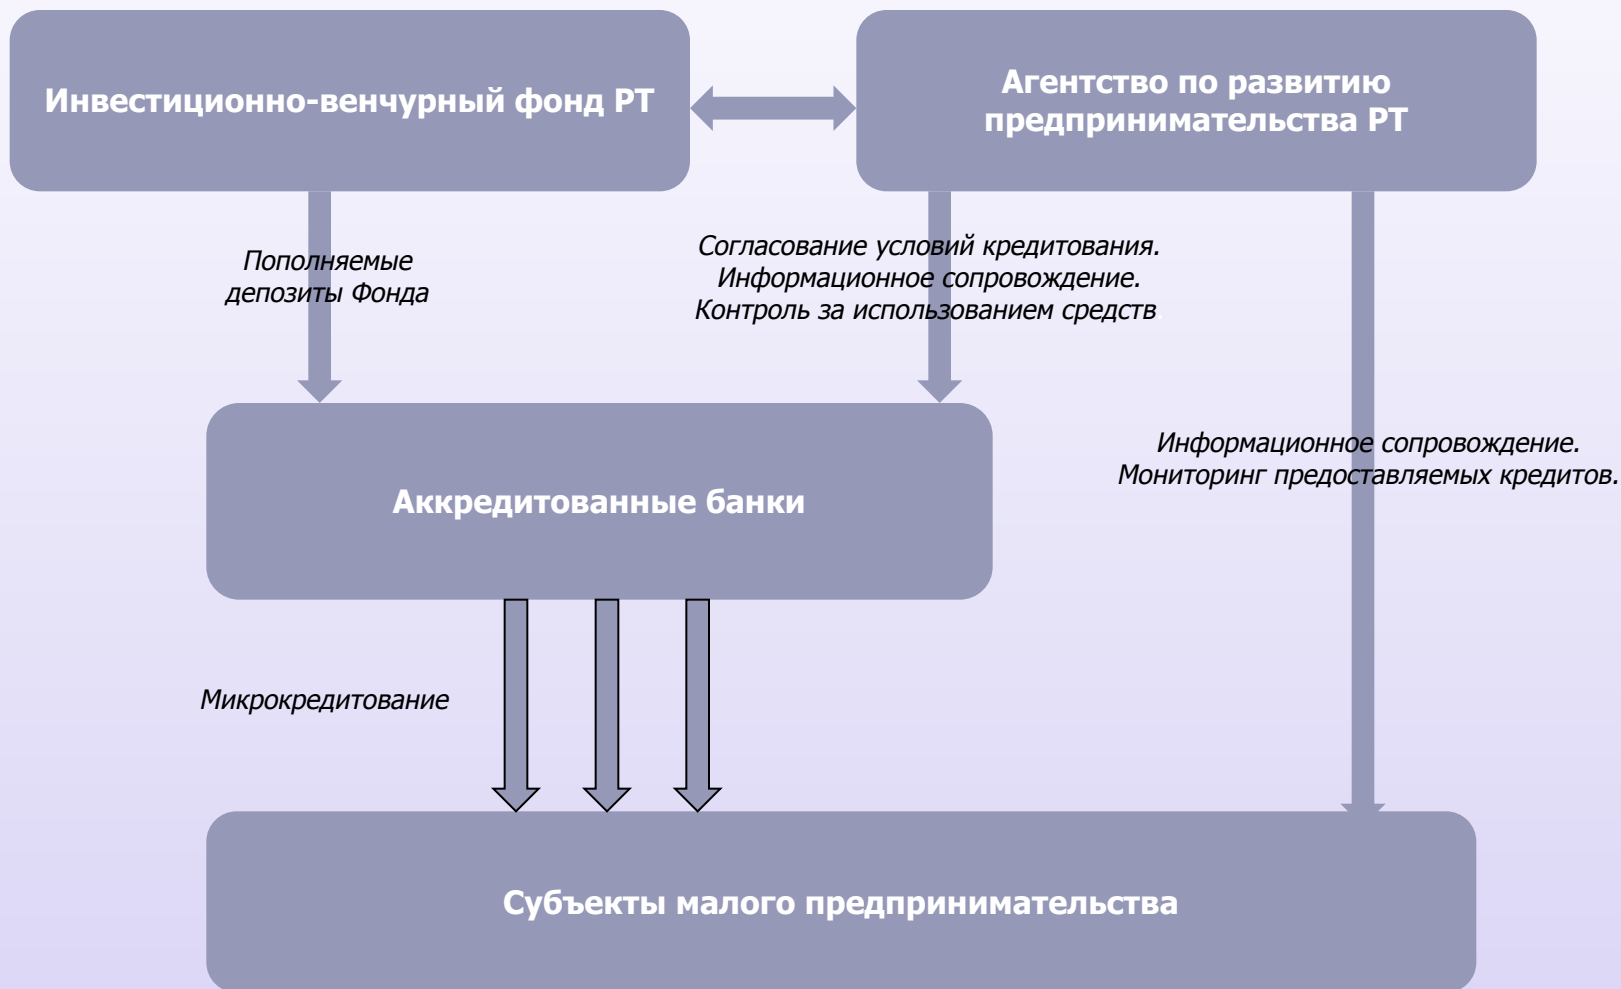 Инвестиционно-венчурный фонд РТ
Агентство по развитию
предпринимательства РТ
Пополняемые
депозиты Фонда
Согласование условий кредитования.
Информационное сопровождение.
Контроль за использованием средств
Аккредитованные банки
Информационное сопровождение.
Мониторинг предоставляемых кредитов.
Микрокредитование
Субъекты малого предпринимательства